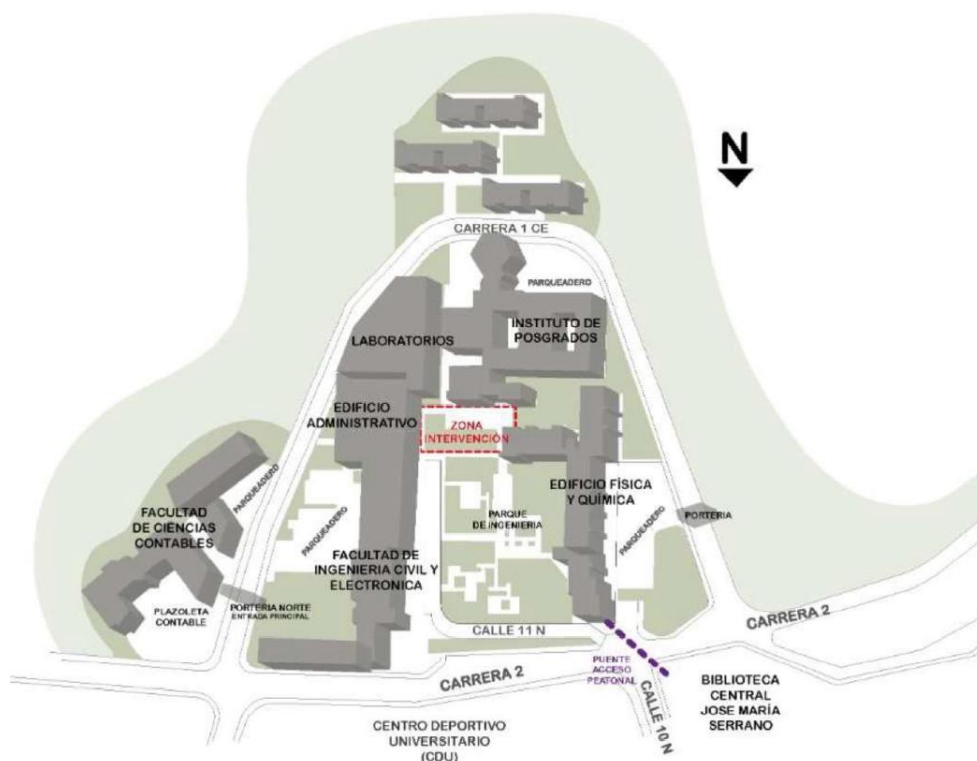 N
CARRERA 1 CE
PARQUEADERO
INSTITUTO DE
POSGRADOS
LABORATORIOS
EDIFICIO
ADMINISTRATIVO
ZONA
INTERVENCIÓN
EDIFICIO FÍSICA
Y QUÍMICA
PARQUEADERO
FACULTAD
DE CIENCIAS
CONTABLES
PARQUEADERO
PARQUE
DE INGENIERIA
PARQUEADERO
PORTERIA
FACULTAD DE
INGENIERIA CIVIL Y
ELECTRONICA
PLAZOLETA
CONTABLE
PORTERIA NORTE
ENTRADA PRINCIPAL
CALLE 11 N
CARRERA 2
PUENTE
ACCESO
PEATONAL
CARRERA 2
CALLE 10 N
BIBLIOTECA
CENTRAL
JOSE MARÍA
SERRANO
CENTRO DEPORTIVO
UNIVERSITARIO
(CDU)